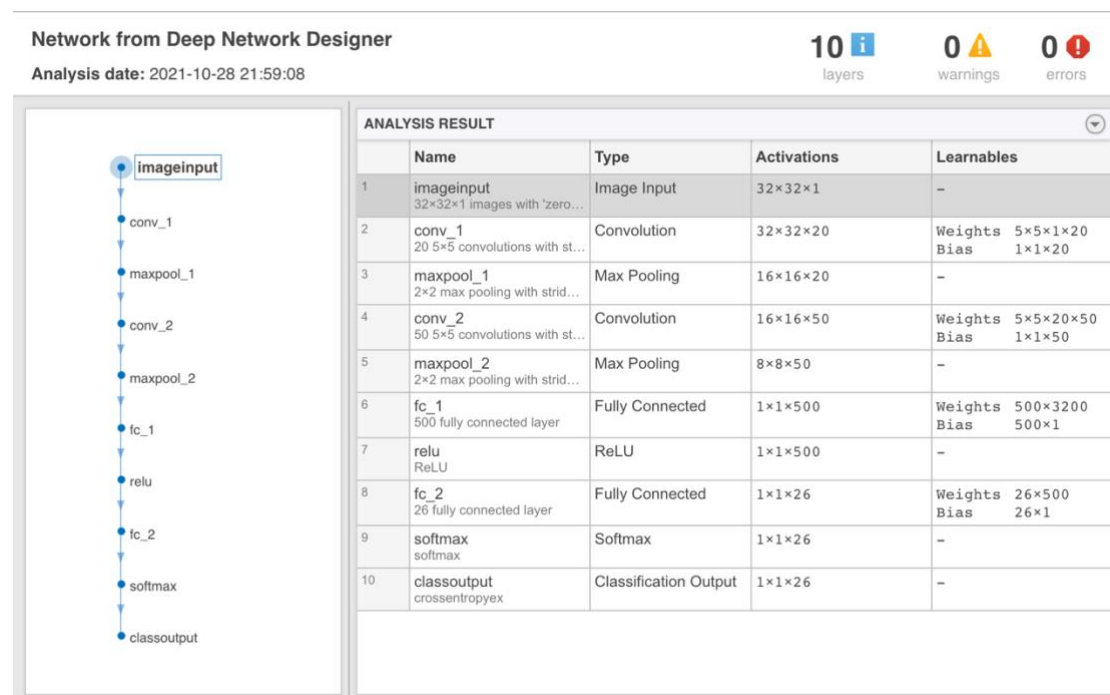 Network from Deep Network Designer
Analysis date: 2021-10-28 21:59:08
10 i
layers
0
warnings
0
errors
imageinput
conv_1
maxpool_1
conv_2
maxpool_2
fc_1
relu
fc_2
softmax
classoutput
ANALYSIS RESULT
Name Type Activations Learnables
1 imageinput Image Input 32×32×1 –
32×32×1 images with 'zero...
2 conv_1 Convolution 32×32×20 Weights 5×5×1×20
20 5×5 convolutions with st... Bias 1×1×20
3 maxpool_1 Max Pooling 16×16×20 –
2×2 max pooling with strid...
4 conv_2 Convolution 16×16×50 Weights 5×5×20×50
50 5×5 convolutions with st... Bias 1×1×50
5 maxpool_2 Max Pooling 8×8×50 –
2×2 max pooling with strid...
6 fc_1 Fully Connected 1×1×500 Weights 500×3200
500 fully connected layer Bias 500×1
7 relu ReLU 1×1×500 –
ReLU
8 fc_2 Fully Connected 1×1×26 Weights 26×500
26 fully connected layer Bias 26×1
9 softmax Softmax 1×1×26 –
softmax
10 classoutput Classification Output 1×1×26 –
crossentropyex